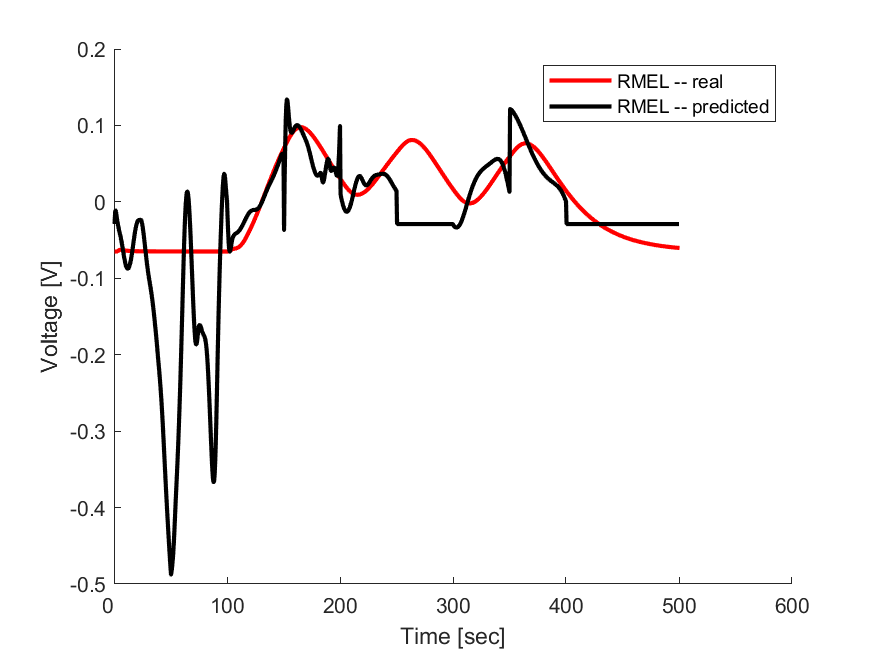 0.2
0.1
0
-0.1
-0.2
-0.3
-0.4
-0.5
Voltage [V]
RMEL -- real
RMEL -- predicted
0 100 200 300 400 500 600
Time [sec]